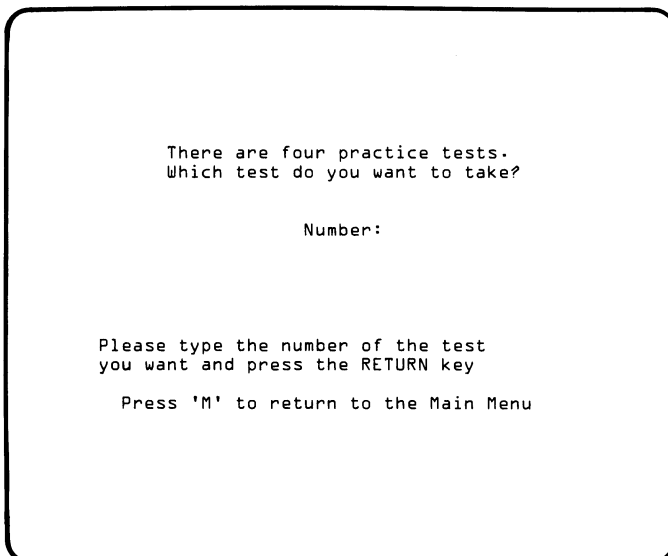 There are four practice tests.
Which test do you want to take?
Number:
Please type the number of the test
you want and press the RETURN key
Press 'M' to return to the Main Menu